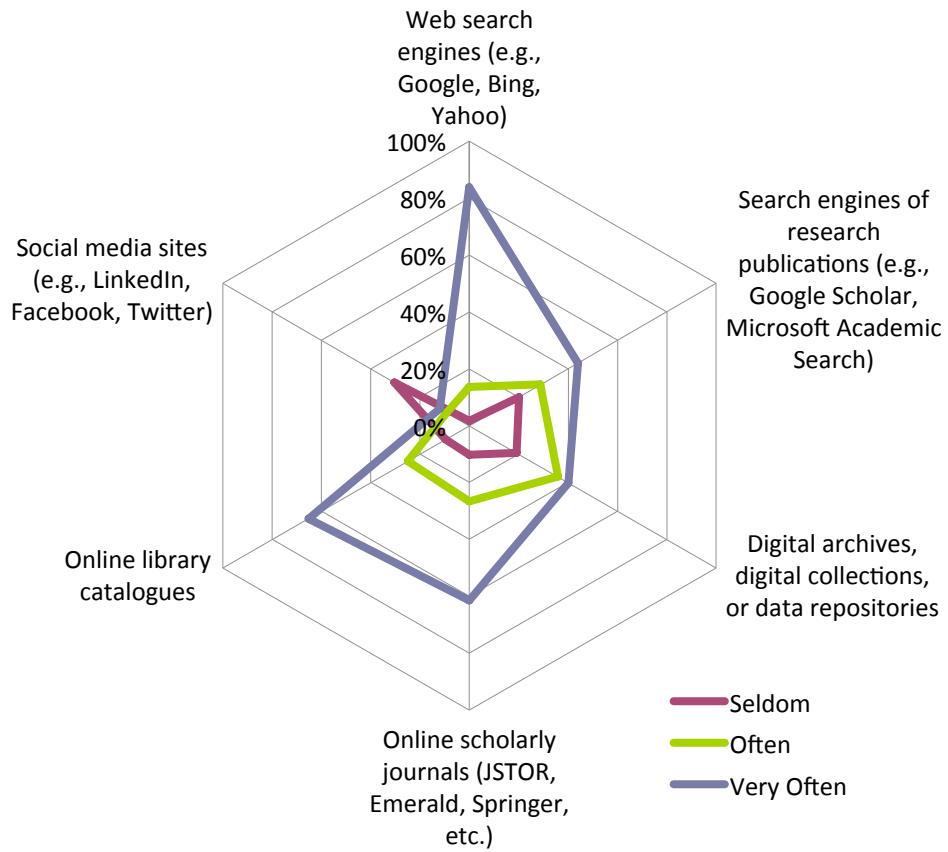 Web search
engines (e.g.,
Google, Bing,
Yahoo)
100%
80%
60%
40%
20%
0%
Search engines of
research
publications (e.g.,
Google Scholar,
Microsoft Academic
Search)
Social media sites
(e.g., LinkedIn,
Facebook, Twitter)
Digital archives,
digital collections,
or data repositories
Online library
catalogues
Online scholarly
journals (JSTOR,
Emerald, Springer,
etc.)
Seldom
Often
Very Often